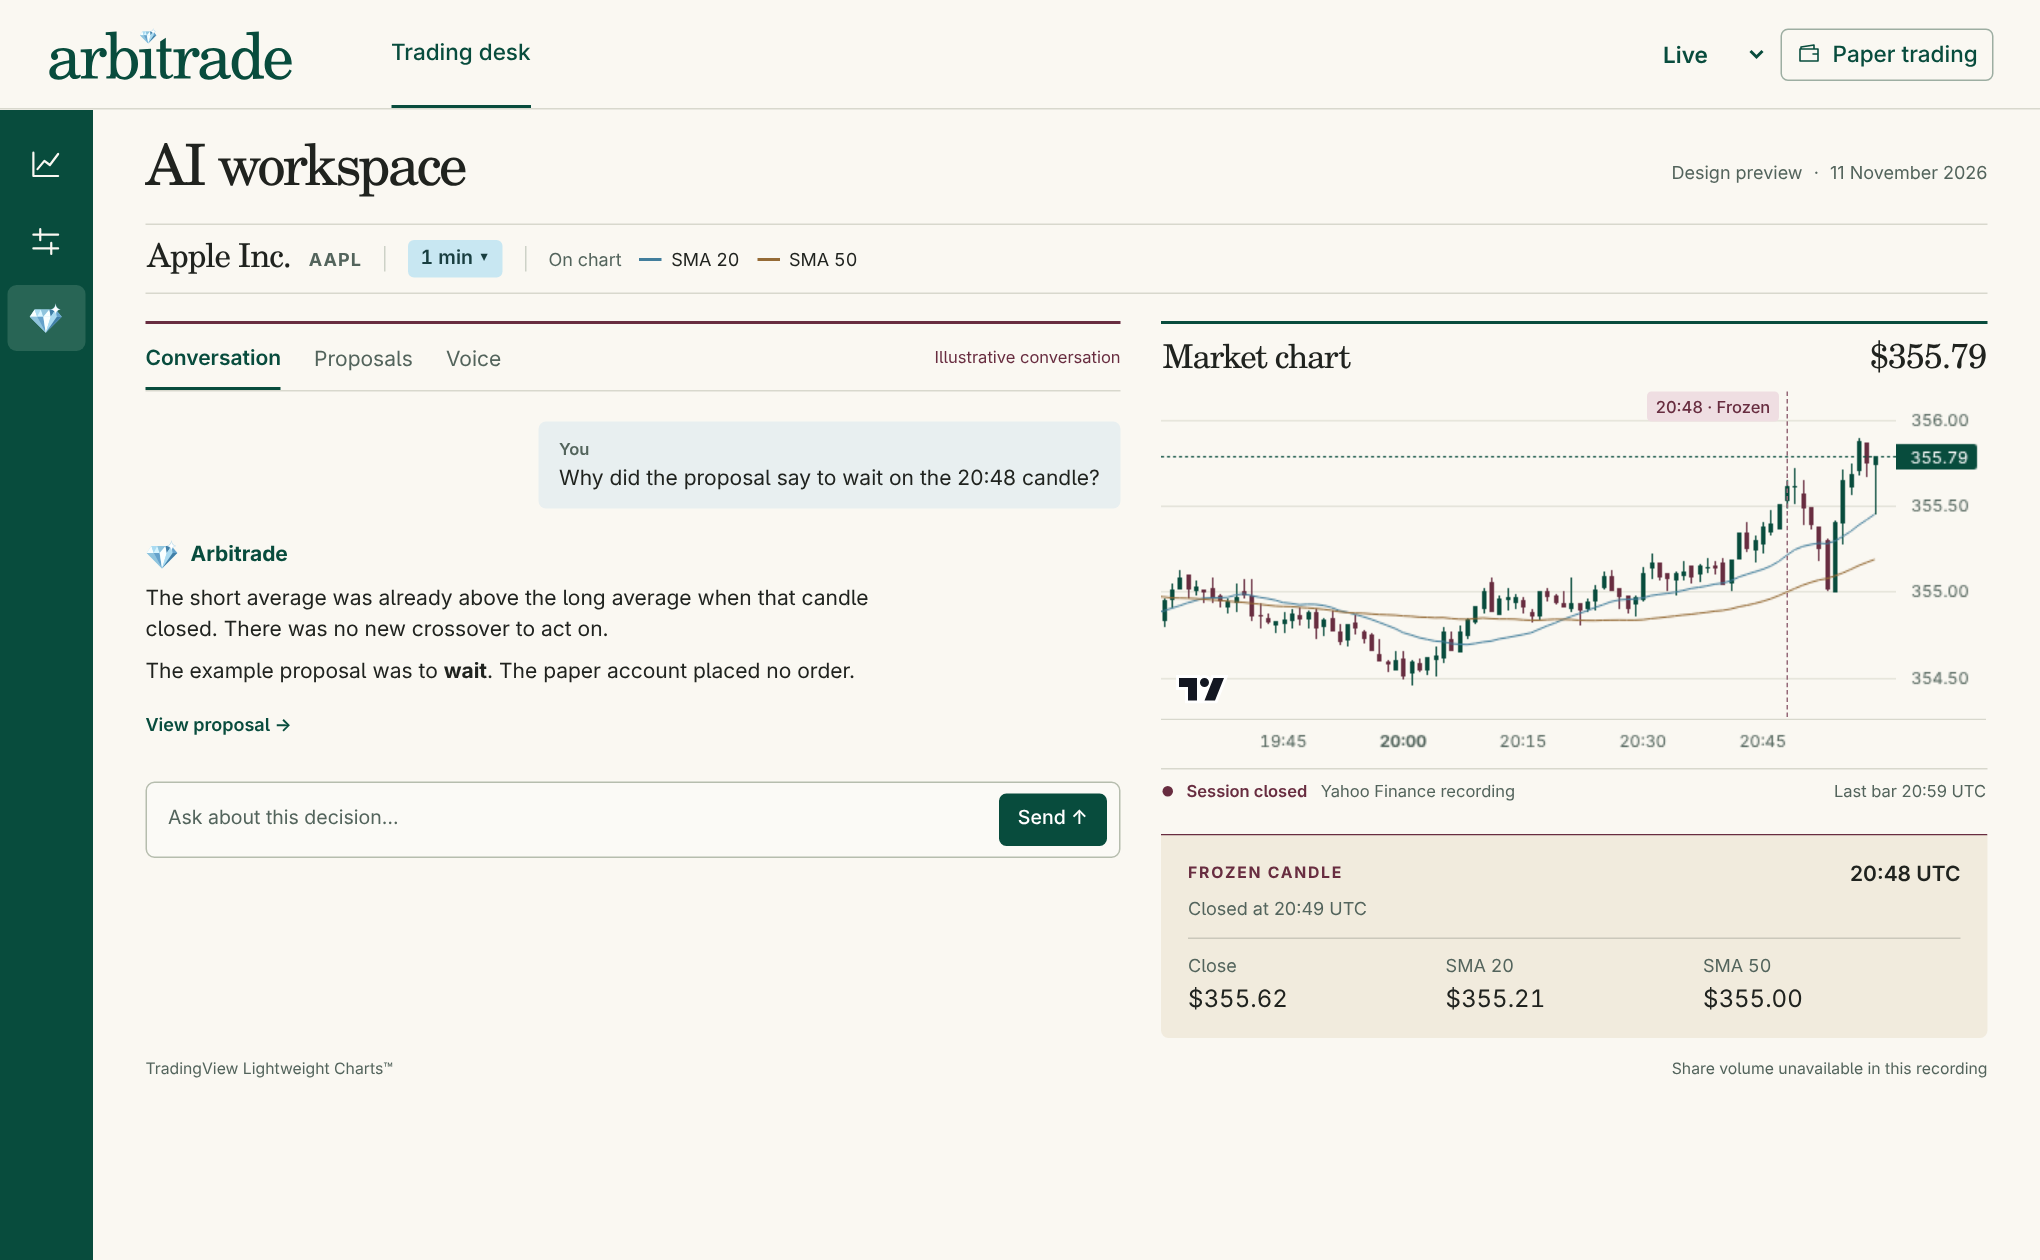 arbitrade
Trading desk
Live
Paper trading
AI workspace
Design preview · 11 November 2026
Apple Inc. AAPL 1 min ▾ On chart SMA 20 SMA 50
Conversation Proposals Voice Illustrative conversation
You
Why did the proposal say to wait on the 20:48 candle?
Arbitrade
The short average was already above the long average when that candle
closed. There was no new crossover to act on.
The example proposal was to wait. The paper account placed no order.
View proposal →
Ask about this decision...
Send ↑
Market chart $355.79
20:48 · Frozen
356.00
355.79
355.50
355.00
354.50
19:45 20:00 20:15 20:30 20:45
Session closed Yahoo Finance recording Last bar 20:59 UTC
FROZEN CANDLE 20:48 UTC
Closed at 20:49 UTC
Close SMA 20 SMA 50
$355.62 $355.21 $355.00
TradingView Lightweight Charts™
Share volume unavailable in this recording